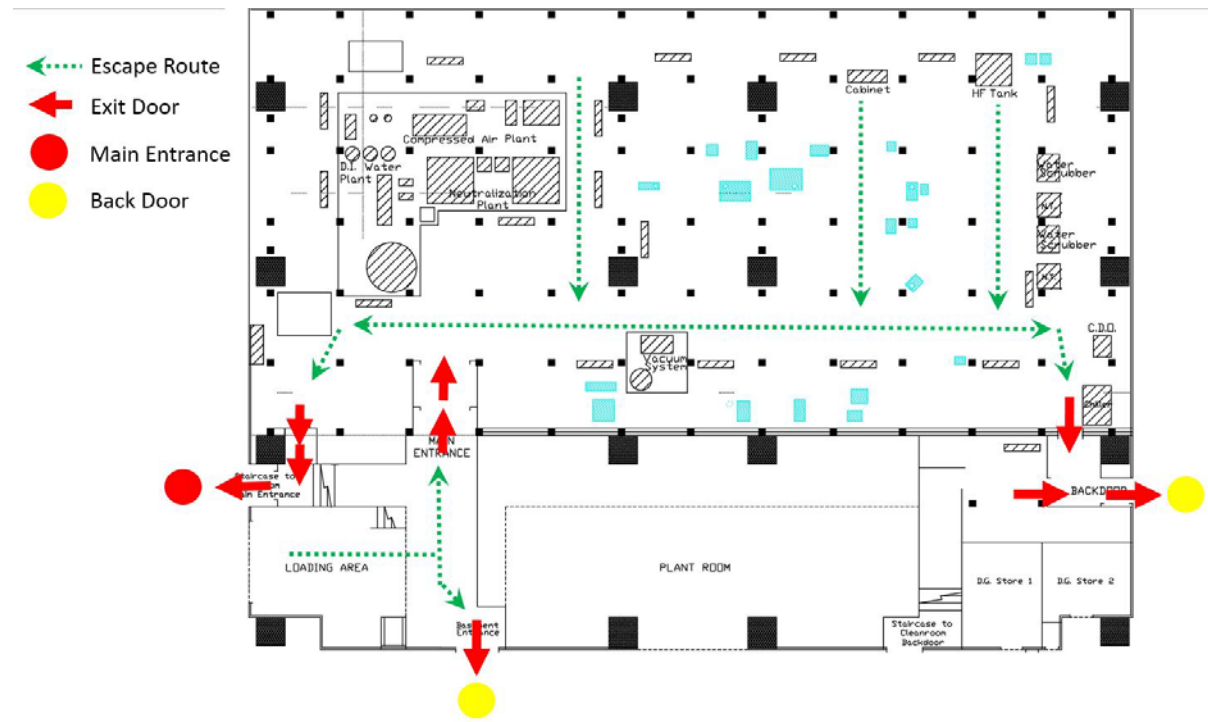 Escape Route
Exit Door
Main Entrance
Back Door
Cabinet
HF Tank
Compressed Air Plant
D.I. Water
Plant
Neutralization
Plant
Water
Scrubber
N.T.
Water
Scrubber
N.T.
C.D.O.
Vacuum
System
Chiller
MAIN
ENTRANCE
Staircase to
Main Entrance
BACKDOOR
LOADING AREA
PLANT ROOM
D.G. Store 1
D.G. Store 2
Basment
Entrance
Staircase to
Cleanroom
Backdoor